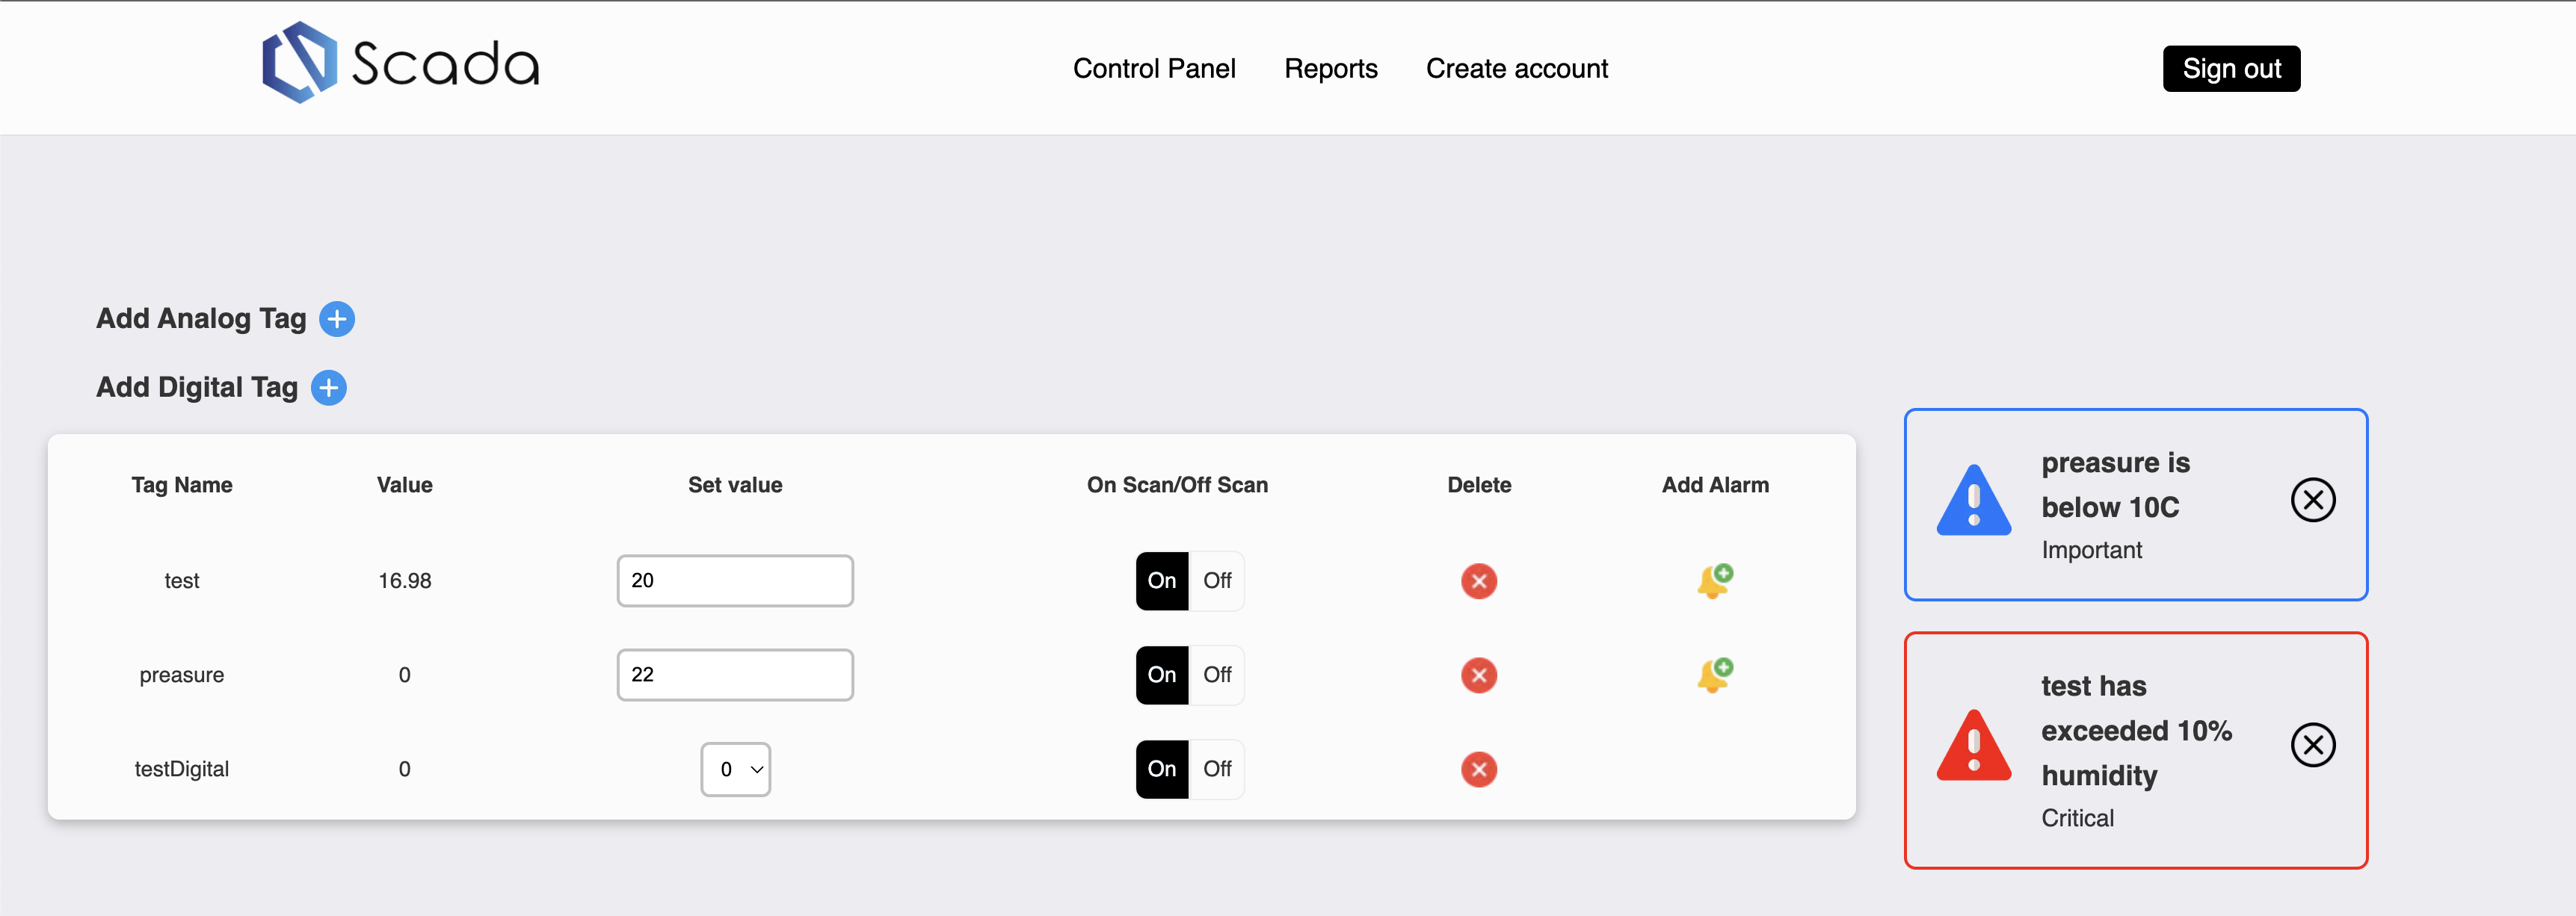 Scada
Control Panel Reports Create account Sign out
Add Analog Tag
Add Digital Tag
Tag Name Value Set value On Scan/Off Scan Delete Add Alarm
test 16.98 20 On Off
preasure 0 22 On Off
testDigital 0 0 On Off
preasure is
below 10C
Important
test has
exceeded 10%
humidity
Critical